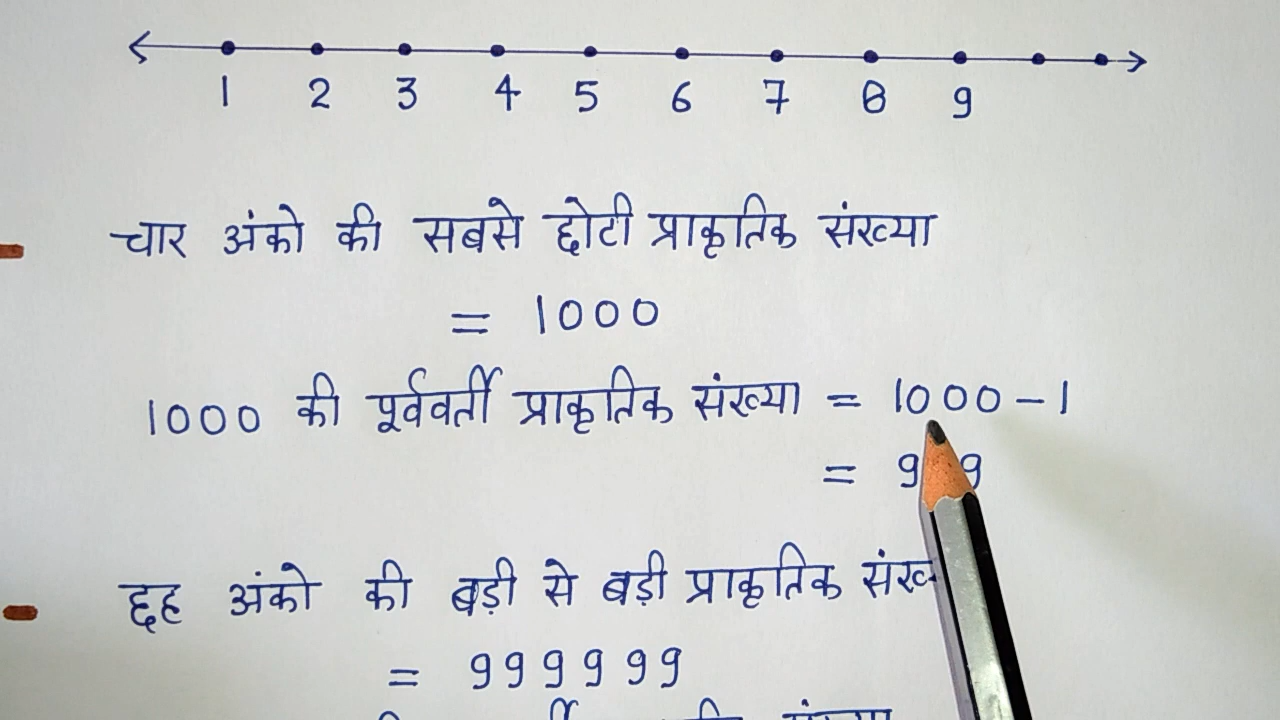 1 2 3 4 5 6 7 8 9
चार अंको की सबसे छोटी प्राकृतिक संख्या
= 1000
1000 की पूर्ववर्ती प्राकृतिक संख्या = 1000 - 1
=
छह अंको की बड़ी से बड़ी प्राकृतिक
= 999999